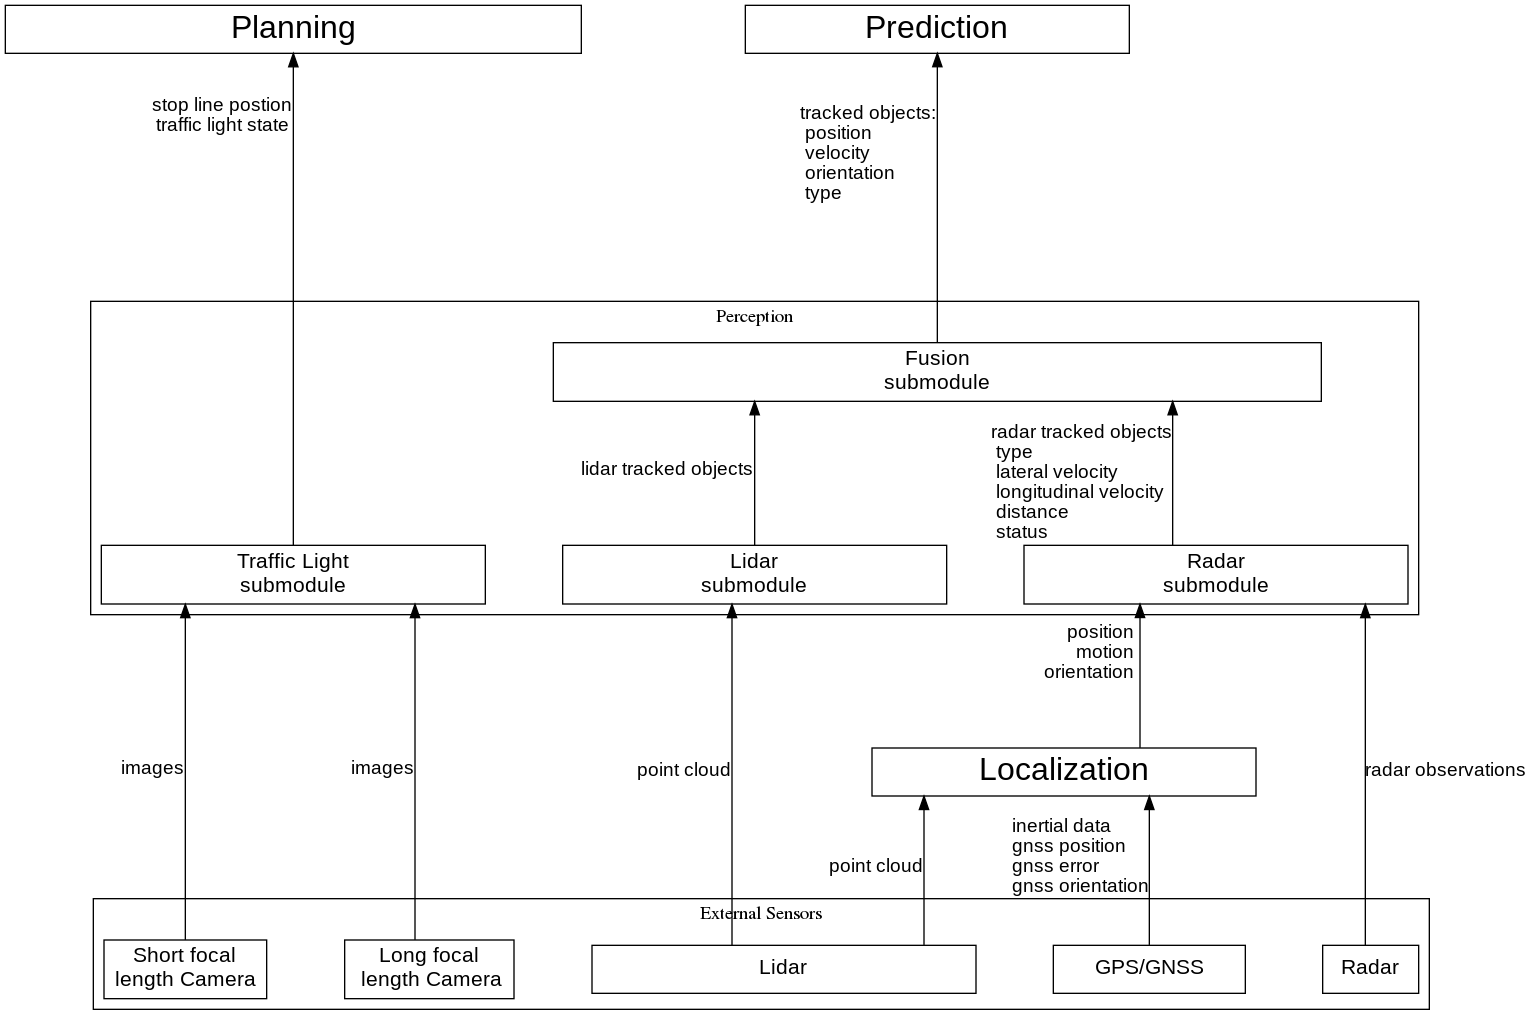 Planning
Prediction
stop line postion
traffic light state
tracked objects:
position
velocity
orientation
type
Perception
Fusion
submodule
lidar tracked objects
radar tracked objects
type
lateral velocity
longitudinal velocity
distance
status
Traffic Light
submodule
Lidar
submodule
Radar
submodule
position
motion
orientation
images
images
point cloud
Localization
radar observations
point cloud
inertial data
gnss position
gnss error
gnss orientation
External Sensors
Short focal
length Camera
Long focal
length Camera
Lidar
GPS/GNSS
Radar